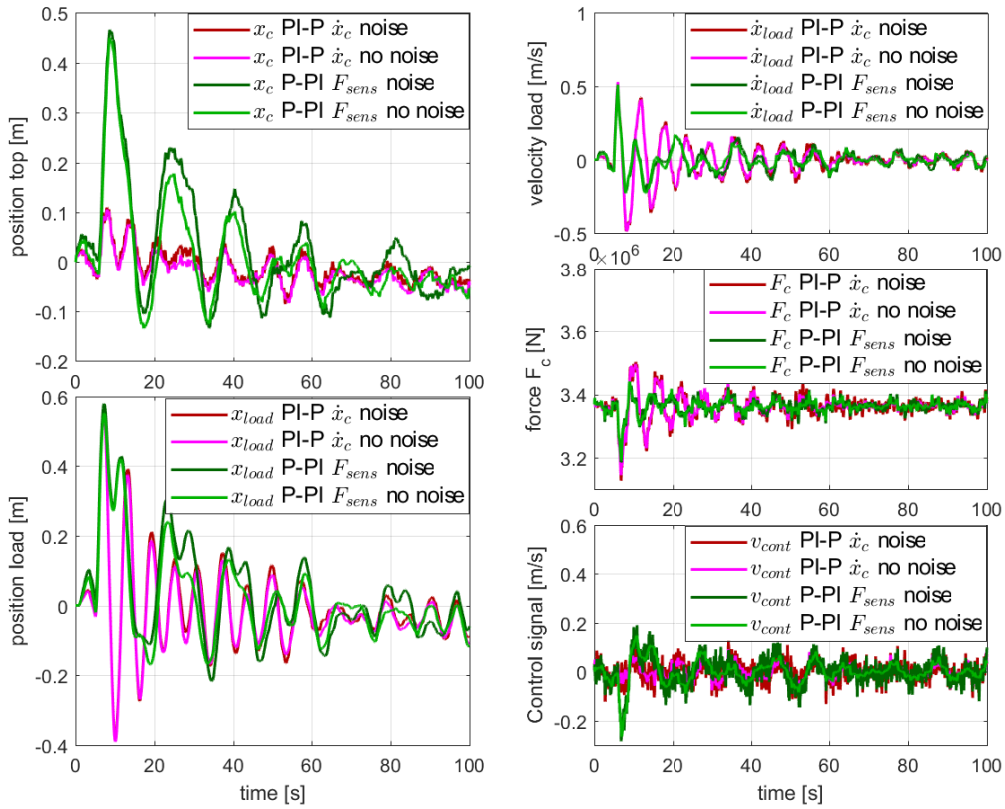 0.5
0.4
0.3
0.2
0.1
0
-0.1
-0.2
position top [m]
x_c PI-P ẋ_c noise
x_c PI-P ẋ_c no noise
x_c P-PI F_sens noise
x_c P-PI F_sens no noise
0 20 40 60 80 100
0.6
0.4
0.2
0
-0.2
-0.4
position load [m]
x_load PI-P ẋ_c noise
x_load PI-P ẋ_c no noise
x_load P-PI F_sens noise
x_load P-PI F_sens no noise
0 20 40 60 80 100
time [s]
1
0.5
0
-0.5
velocity load [m/s]
ẋ_load PI-P ẋ_c noise
ẋ_load PI-P ẋ_c no noise
ẋ_load P-PI F_sens noise
ẋ_load P-PI F_sens no noise
0 20 40 60 80 100
× 10^6
3.8
3.6
3.4
3.2
force F_c [N]
F_c PI-P ẋ_c noise
F_c PI-P ẋ_c no noise
F_c P-PI F_sens noise
F_c P-PI F_sens no noise
0 20 40 60 80 100
0.6
0.4
0.2
0
-0.2
Control signal [m/s]
v_cont PI-P ẋ_c noise
v_cont PI-P ẋ_c no noise
v_cont P-PI F_sens noise
v_cont P-PI F_sens no noise
0 20 40 60 80 100
time [s]